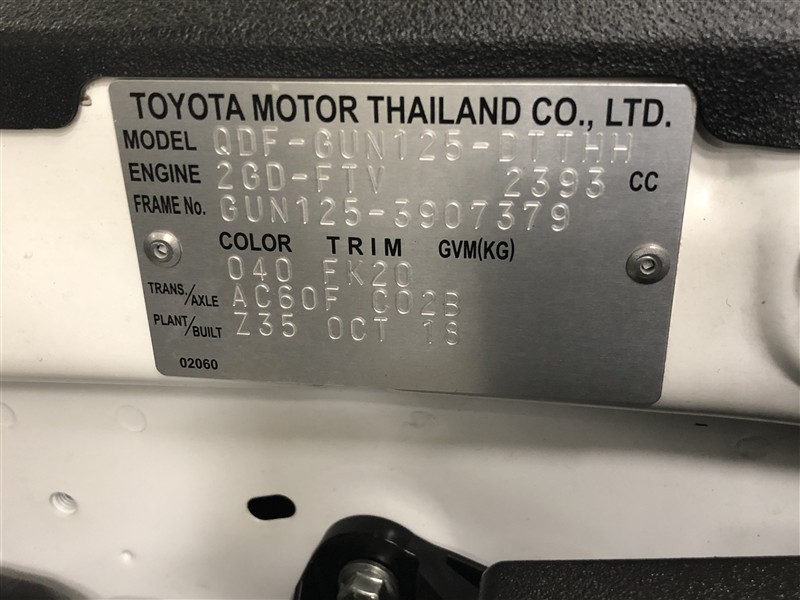 TOYOTA MOTOR THAILAND CO., LTD.
MODEL QDF-GUN125-DTTHH
ENGINE 2GD-FTV 2393 CC
FRAME No. GUN125-3907379
COLOR TRIM GVM(KG)
040 FK20
TRANS./AXLE AC60F C02B
PLANT/BUILT Z35 OCT 18
02060